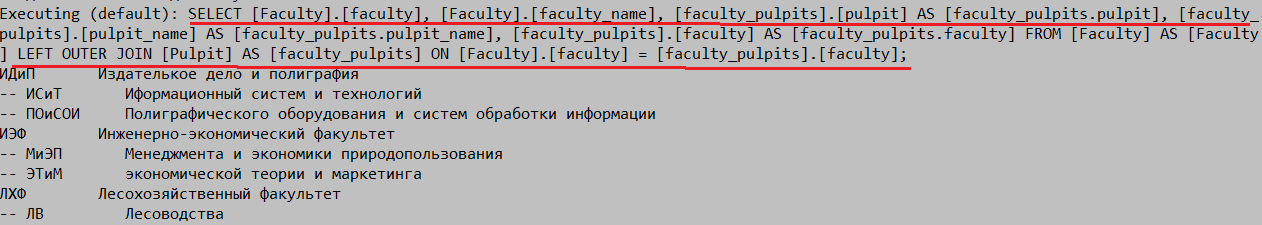 Executing (default): SELECT [Faculty].[faculty], [Faculty].[faculty_name], [faculty_pulpits].[pulpit] AS [faculty_pulpits.pulpit], [faculty_
pulpits].[pulpit_name] AS [faculty_pulpits.pulpit_name], [faculty_pulpits].[faculty] AS [faculty_pulpits.faculty] FROM [Faculty] AS [Faculty
] LEFT OUTER JOIN [Pulpit] AS [faculty_pulpits] ON [Faculty].[faculty] = [faculty_pulpits].[faculty];
ИДиП Издателькое дело и полиграфия
-- ИСиТ Иформационный систем и технологий
-- ПОиСОИ Полиграфического оборудования и систем обработки информации
ИЭФ Инженерно-экономический факультет
-- МиЭП Менеджмента и экономики природопользования
-- ЭТиМ экономической теории и маркетинга
ЛХФ Лесохозяйственный факультет
-- ЛВ Лесоводства